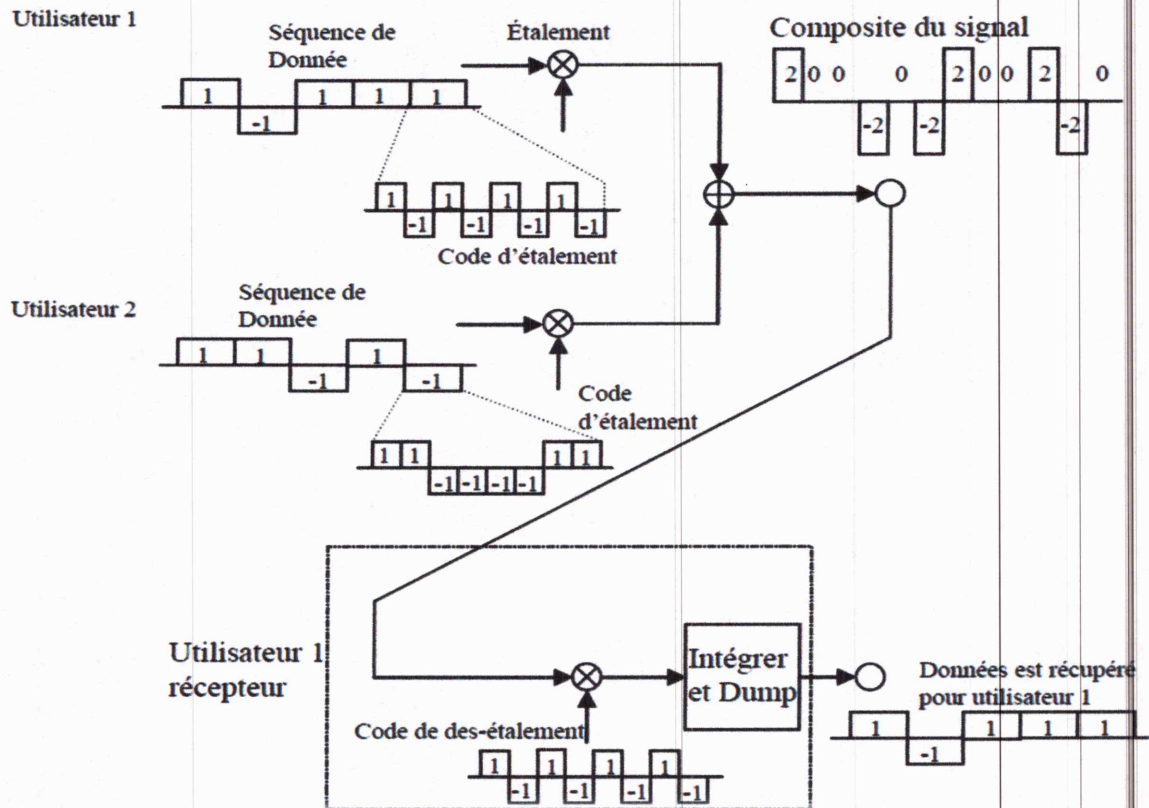 Utilisateur 1
Séquence de
Donnée
Étalement
Composite du signal
1 -1 1 1 1
2 0 0 -2 0 -2 2 0 0 2 -2 0
1 -1 1 -1 1 -1 1 -1
Code d'étalement
Utilisateur 2
Séquence de
Donnée
1 1 -1 1 -1
Code
d'étalement
1 1 -1 -1 -1 -1 1 1
Utilisateur 1
récepteur
Intégrer
et Dump
Données est récupéré
pour utilisateur 1
Code de des-étalement
1 -1 1 -1 1 -1 1 -1
1 -1 1 1 1